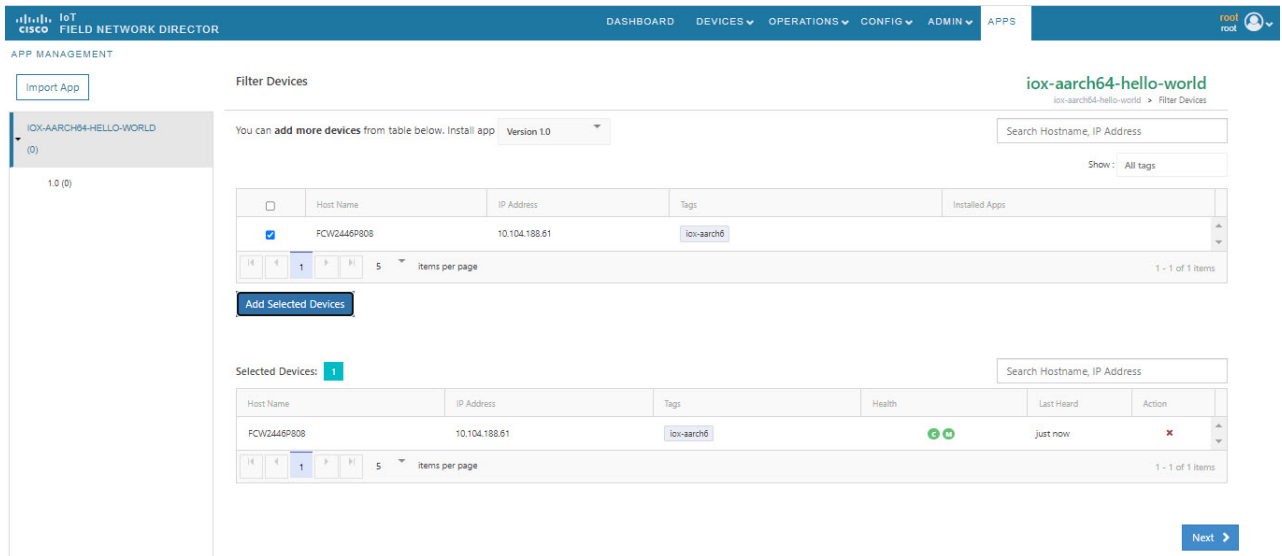 cisco IoT
FIELD NETWORK DIRECTOR
DASHBOARD DEVICES OPERATIONS CONFIG ADMIN APPS
root
root
APP MANAGEMENT
Import App
IOX-AARCH64-HELLO-WORLD
(0)
1.0 (0)
Filter Devices
iox-aarch64-hello-world
iox-aarch64-hello-world > Filter Devices
You can add more devices from table below. Install app Version 1.0
Search Hostname, IP Address
Show : All tags
Host Name IP Address Tags Installed Apps
FCW2446P808 10.104.188.61 iox-aarch6
1 5 items per page 1 - 1 of 1 items
Add Selected Devices
Selected Devices: 1
Search Hostname, IP Address
Host Name IP Address Tags Health Last Heard Action
FCW2446P808 10.104.188.61 iox-aarch6 C M just now
1 5 items per page 1 - 1 of 1 items
Next